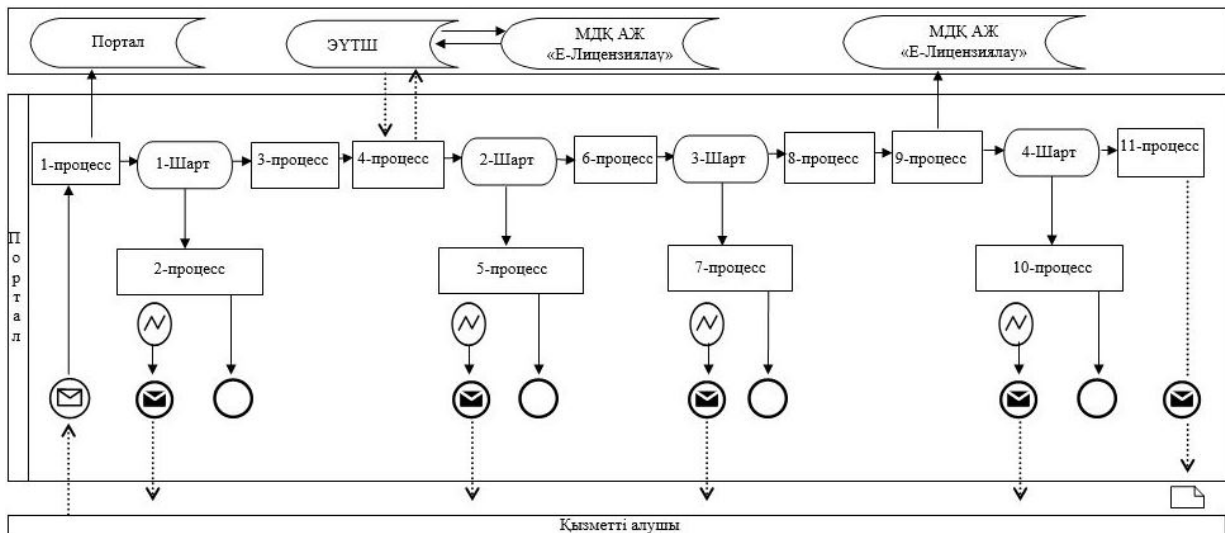 Портал
ЭҮТШ
МДҚ АЖ
«Е-Лицензиялау»
МДҚ АЖ
«Е-Лицензиялау»
Портал
1-процесс
1-Шарт
3-процесс
4-процесс
2-Шарт
6-процесс
3-Шарт
8-процесс
9-процесс
4-Шарт
11-процесс
2-процесс
5-процесс
7-процесс
10-процесс
Қызметті алушы